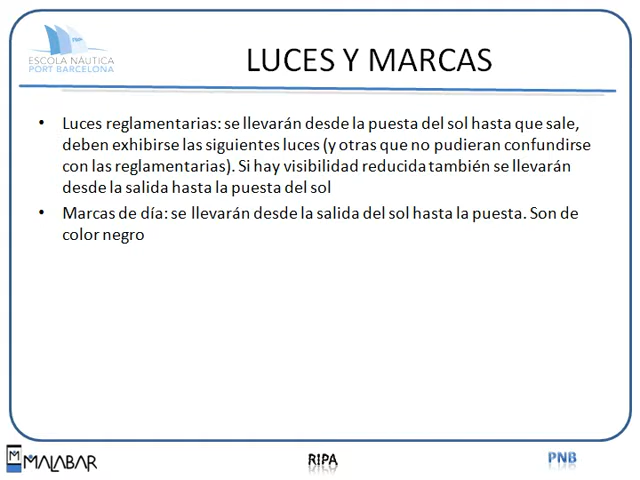 ESCOLA NÀUTICA
PORT BARCELONA
LUCES Y MARCAS
• Luces reglamentarias: se llevarán desde la puesta del sol hasta que sale,
deben exhibirse las siguientes luces (y otras que no pudieran confundirse
con las reglamentarias). Si hay visibilidad reducida también se llevarán
desde la salida hasta la puesta del sol
• Marcas de día: se llevarán desde la salida del sol hasta la puesta. Son de
color negro
MALABAR
RIPA
PNB